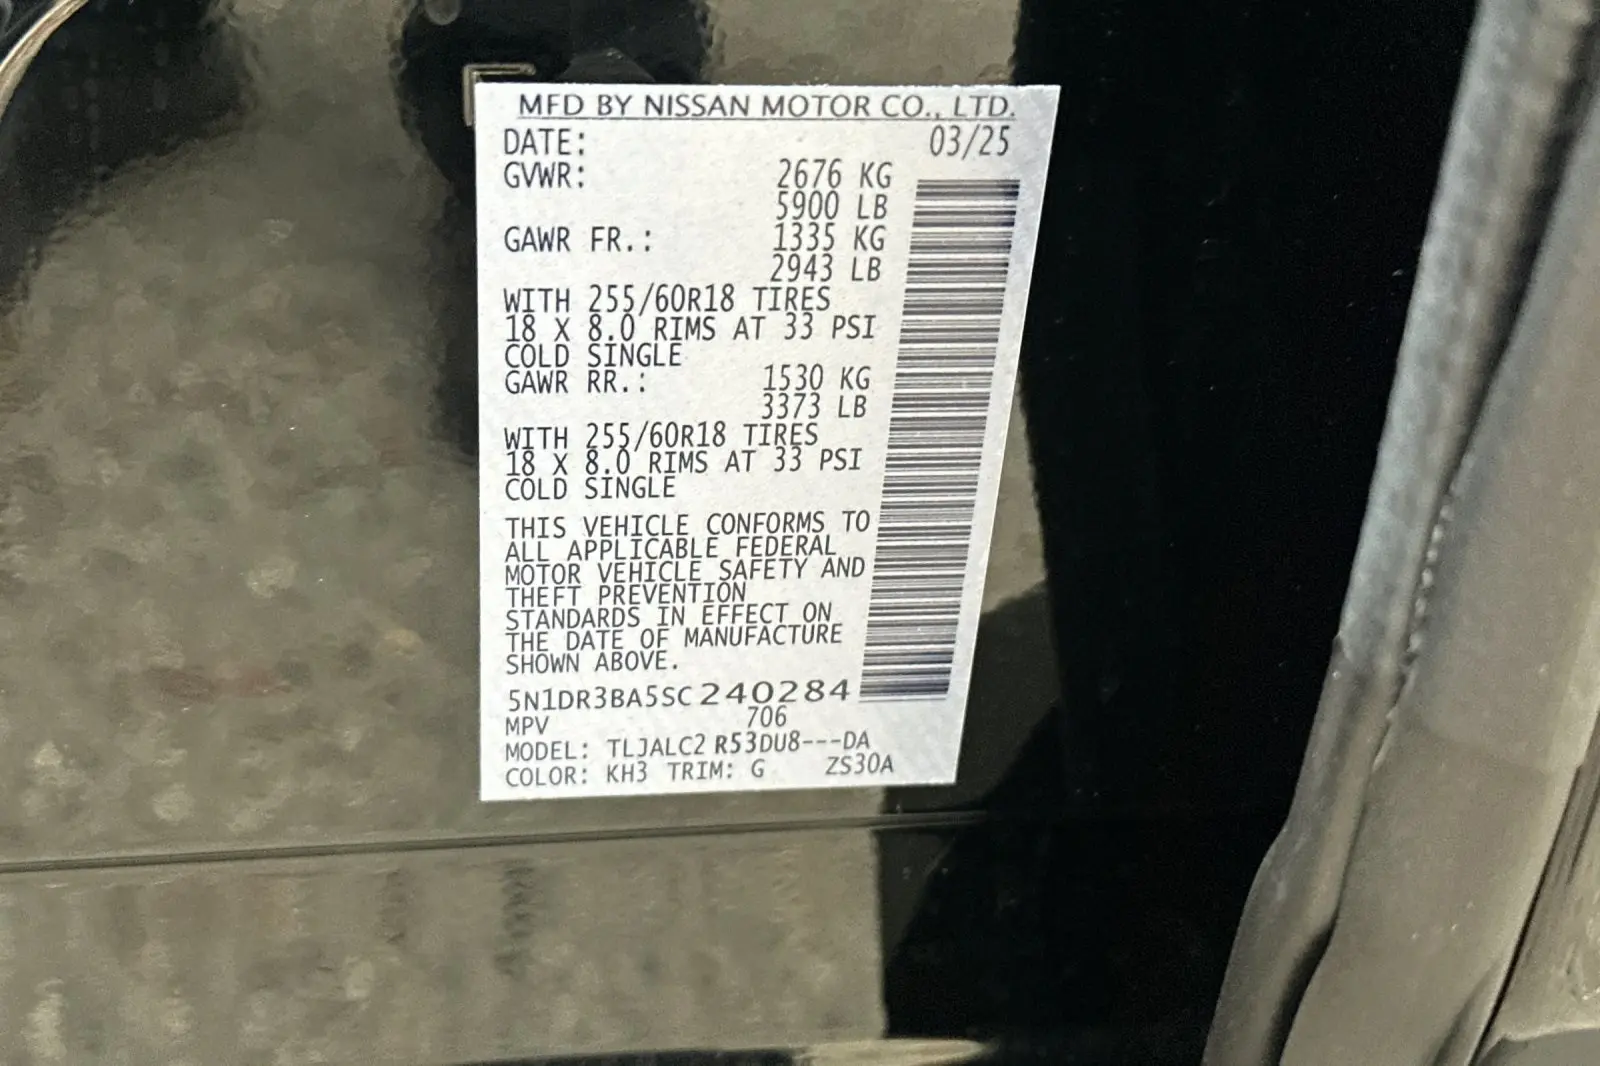 MFD BY NISSAN MOTOR CO., LTD.
DATE: 03/25
GVWR: 2676 KG
5900 LB
GAWR FR.: 1335 KG
2943 LB
WITH 255/60R18 TIRES
18 X 8.0 RIMS AT 33 PSI
COLD SINGLE
GAWR RR.: 1530 KG
3373 LB
WITH 255/60R18 TIRES
18 X 8.0 RIMS AT 33 PSI
COLD SINGLE
THIS VEHICLE CONFORMS TO
ALL APPLICABLE FEDERAL
MOTOR VEHICLE SAFETY AND
THEFT PREVENTION
STANDARDS IN EFFECT ON
THE DATE OF MANUFACTURE
SHOWN ABOVE.
5N1DR3BA5SC240284
MPV 706
MODEL: TLJALC2 R53DU8---DA
COLOR: KH3 TRIM: G ZS30A